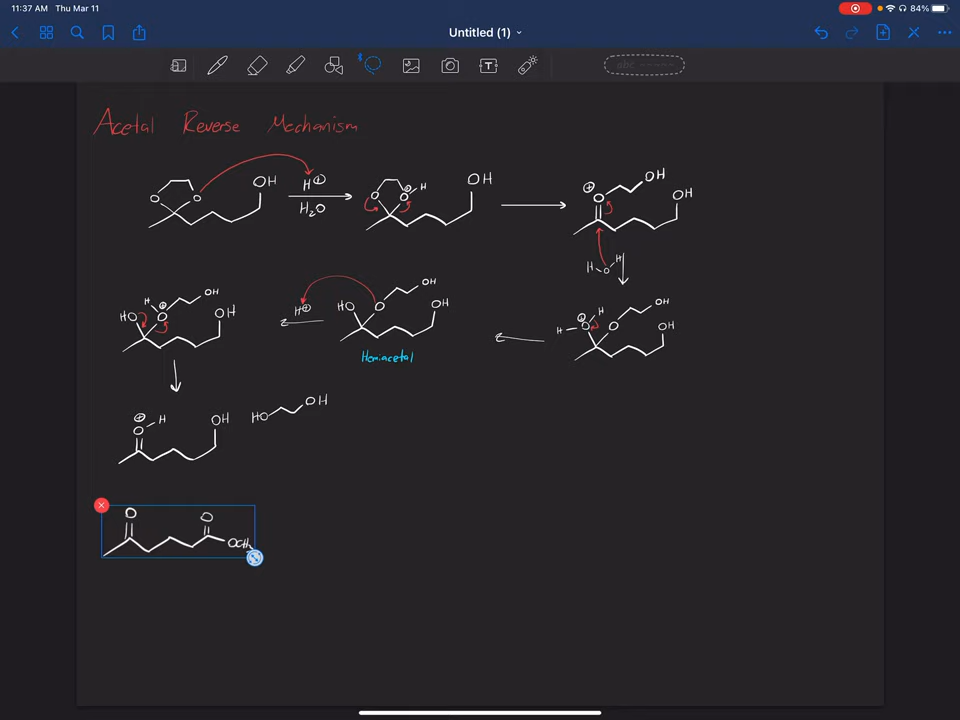 11:37 AM Thu Mar 11
84%
Untitled (1)
abc
Acetal Reverse Mechanism
O O OH
H⊕
H₂O
O O ⊕ H OH
⊕ O OH OH
H O H
HO H O ⊕ OH OH
H⊕
HO O OH OH
Hemiacetal
H O ⊕ H O OH OH
⊕ O H OH
HO OH
O O OCH₃